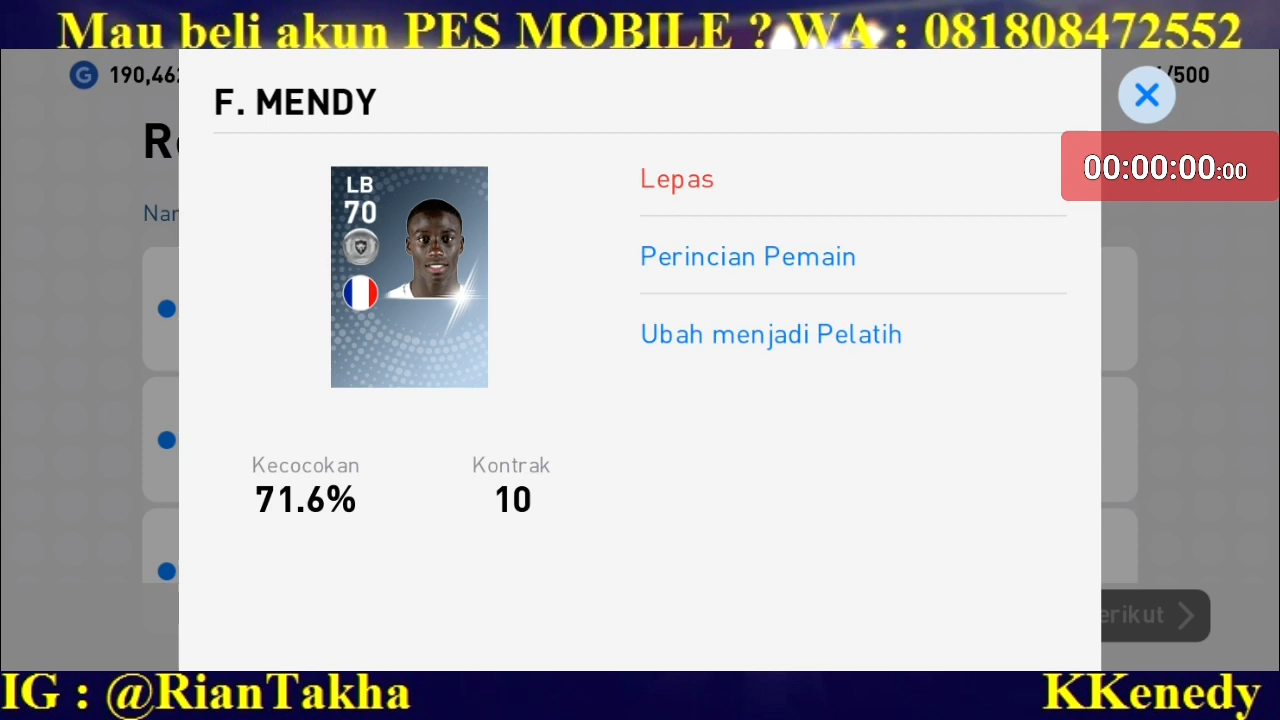 Mau beli akun PES MOBILE ? WA : 081808472552
G 190,46
/500
F. MENDY
R
00:00:00:00
LB
70
Lepas
Nar
Perincian Pemain
Ubah menjadi Pelatih
Kecocokan
71.6%
Kontrak
10
erikut
IG : @RianTakha
KKenedy